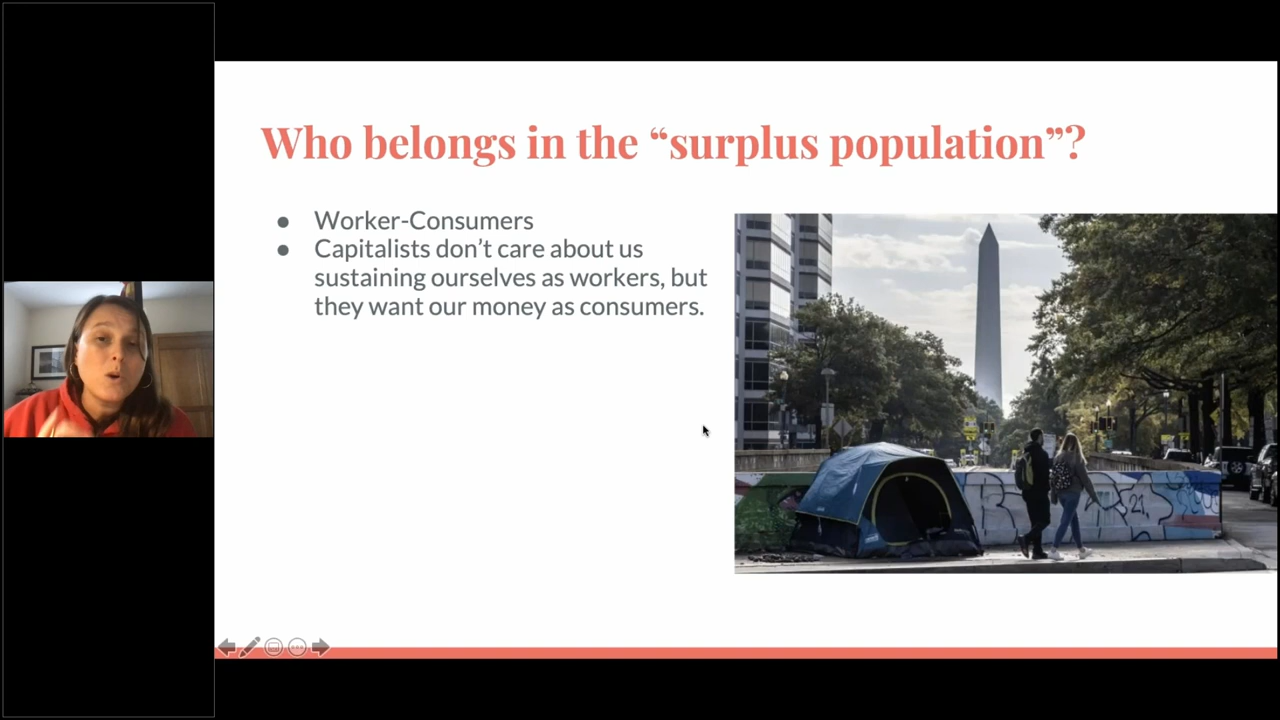 Who belongs in the “surplus population”?
● Worker-Consumers
● Capitalists don’t care about us
sustaining ourselves as workers, but
they want our money as consumers.
21